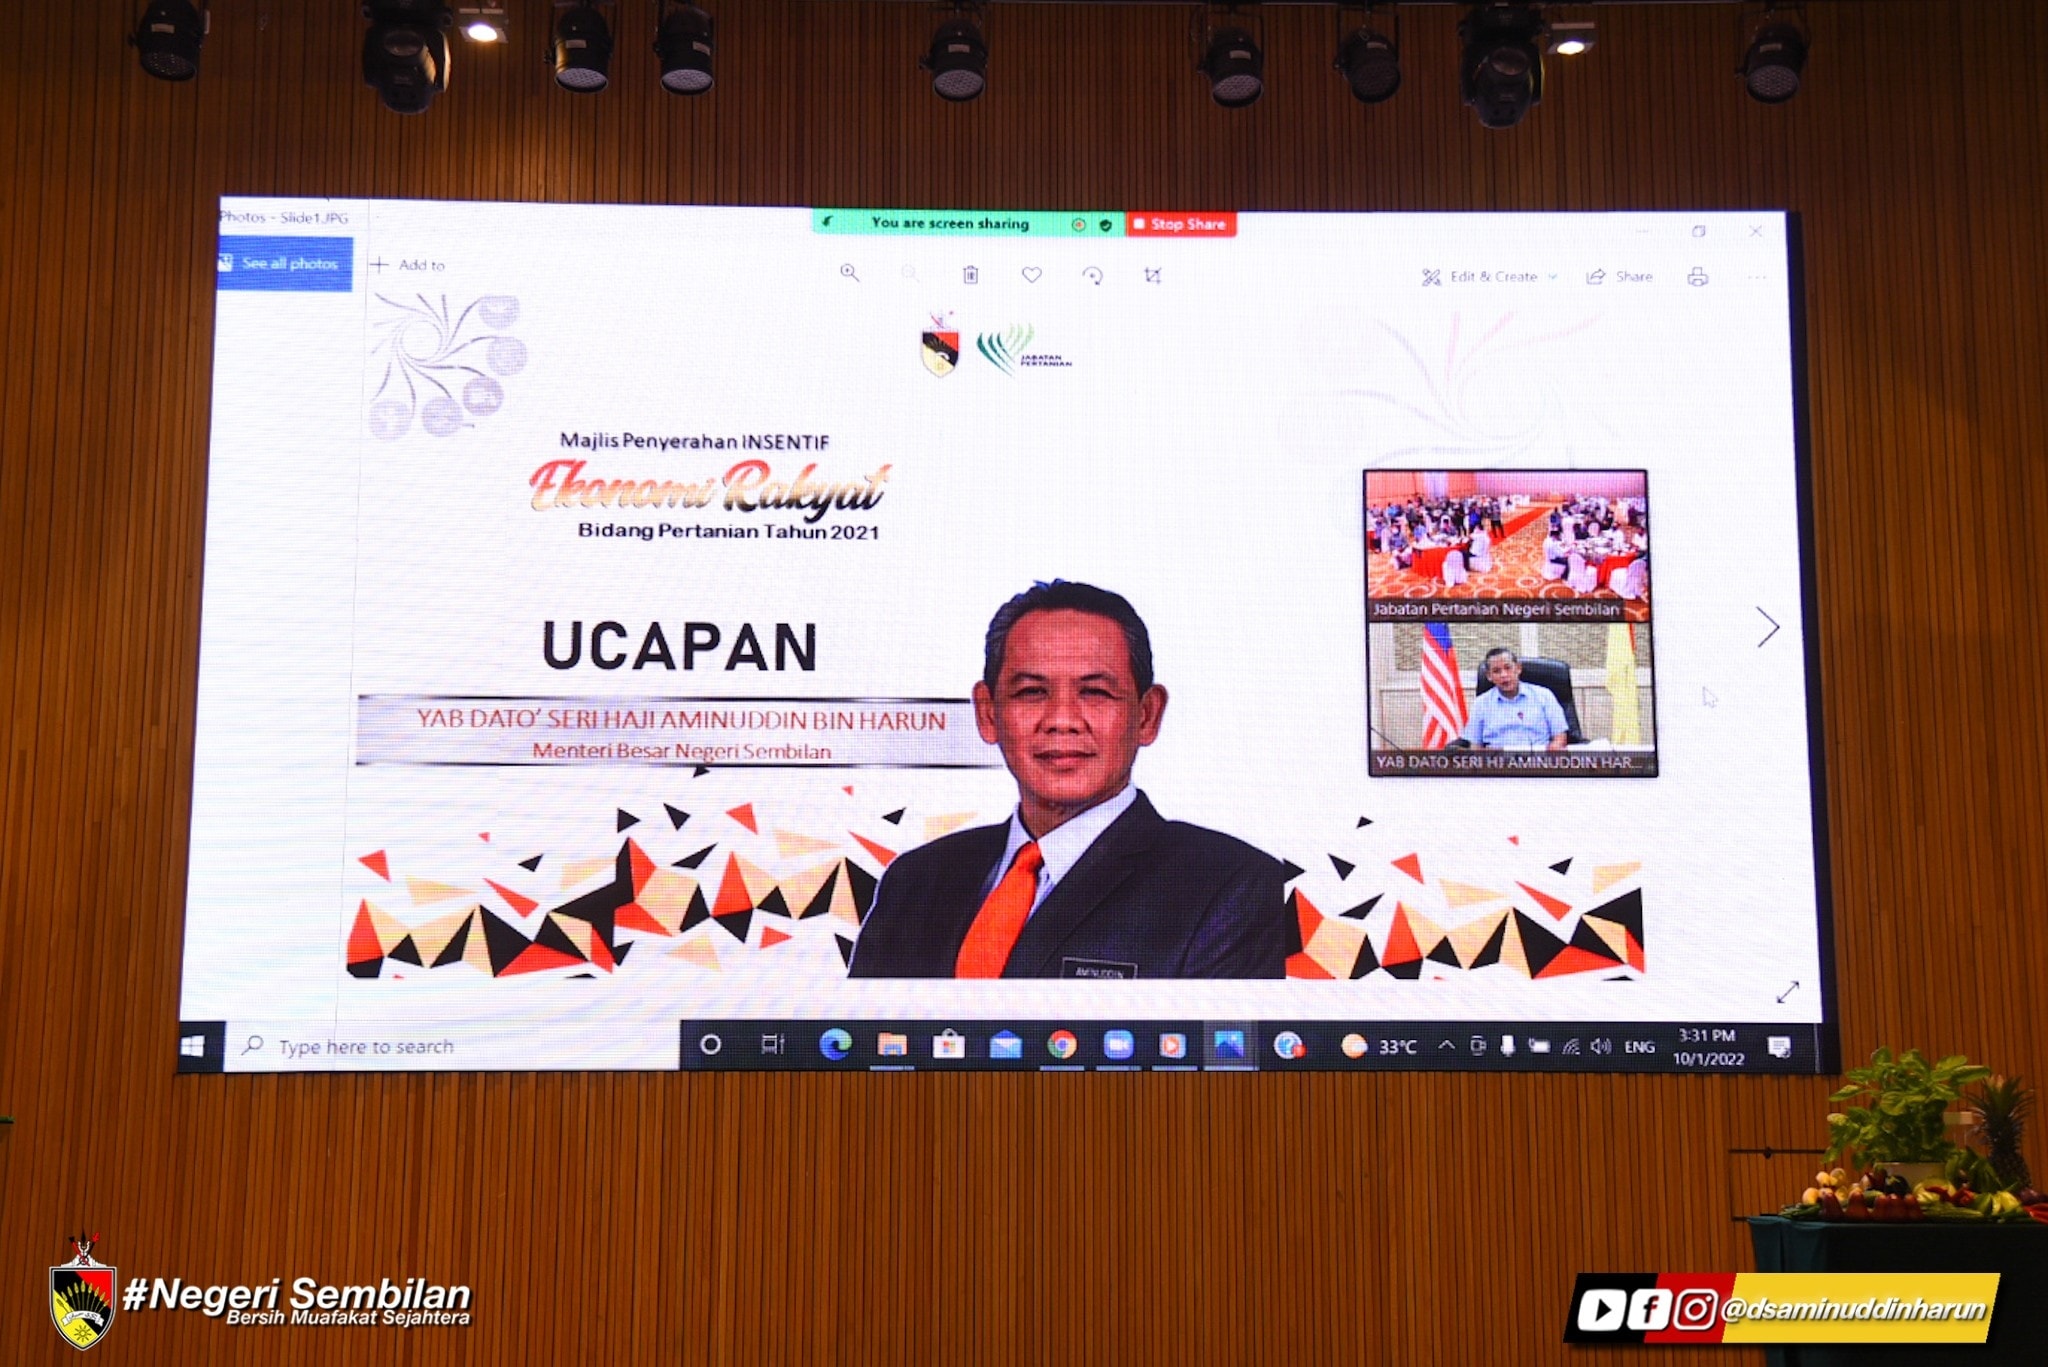 Photos - Slide1.JPG
You are screen sharing
Stop Share
See all photos
Add to
Edit & Create
Share
JABATAN
PERTANIAN
Majlis Penyerahan INSENTIF
Ekonomi Rakyat
Bidang Pertanian Tahun 2021
UCAPAN
YAB DATO' SERI HAJI AMINUDDIN BIN HARUN
Menteri Besar Negeri Sembilan
Jabatan Pertanian Negeri Sembilan
YAB DATO SERI HJ AMINUDDIN HAR...
AMINUDDIN
Type here to search
33°C
ENG
3:31 PM
10/1/2022
#Negeri Sembilan
Bersih Muafakat Sejahtera
@dsaminuddinharun